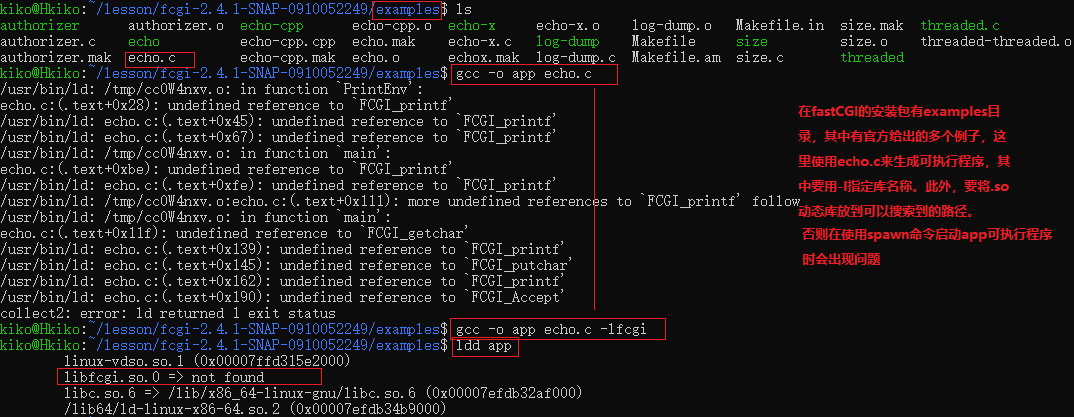 kiko@Hkiko:~/lesson/fcgi-2.4.1-SNAP-0910052249/examples$ ls
authorizer authorizer.o echo-cpp echo-cpp.o echo-x echo-x.o log-dump.o Makefile.in size.mak threaded.c
authorizer.c echo echo-cpp.cpp echo.mak echo-x.c log-dump Makefile size size.o threaded-threaded.o
authorizer.mak echo.c echo-cpp.mak echo.o echox.mak log-dump.c Makefile.am size.c threaded
kiko@Hkiko:~/lesson/fcgi-2.4.1-SNAP-0910052249/examples$ gcc -o app echo.c
/usr/bin/ld: /tmp/cc0W4nxv.o: in function `PrintEnv':
echo.c:(.text+0x28): undefined reference to `FCGI_printf'
/usr/bin/ld: echo.c:(.text+0x45): undefined reference to `FCGI_printf'
/usr/bin/ld: echo.c:(.text+0x67): undefined reference to `FCGI_printf'
/usr/bin/ld: /tmp/cc0W4nxv.o: in function `main':
echo.c:(.text+0xbe): undefined reference to `FCGI_printf'
/usr/bin/ld: echo.c:(.text+0xfe): undefined reference to `FCGI_printf'
/usr/bin/ld: /tmp/cc0W4nxv.o:echo.c:(.text+0x111): more undefined references to `FCGI_printf' follow
/usr/bin/ld: /tmp/cc0W4nxv.o: in function `main':
echo.c:(.text+0x11f): undefined reference to `FCGI_getchar'
/usr/bin/ld: echo.c:(.text+0x139): undefined reference to `FCGI_printf'
/usr/bin/ld: echo.c:(.text+0x145): undefined reference to `FCGI_putchar'
/usr/bin/ld: echo.c:(.text+0x162): undefined reference to `FCGI_printf'
/usr/bin/ld: echo.c:(.text+0x190): undefined reference to `FCGI_Accept'
collect2: error: ld returned 1 exit status
kiko@Hkiko:~/lesson/fcgi-2.4.1-SNAP-0910052249/examples$ gcc -o app echo.c -lfcgi
kiko@Hkiko:~/lesson/fcgi-2.4.1-SNAP-0910052249/examples$ ldd app
linux-vdso.so.1 (0x00007ffd315e2000)
libfcgi.so.0 => not found
libc.so.6 => /lib/x86_64-linux-gnu/libc.so.6 (0x00007efdb32af000)
/lib64/ld-linux-x86-64.so.2 (0x00007efdb34b9000)
在fastCGI的安装包有examples目
录，其中有官方给出的多个例子，这
里使用echo.c来生成可执行程序，其
中要用-l指定库名称。此外，要将.so
动态库放到可以搜索到的路径。
否则在使用spawn命令启动app可执行程序
时会出现问题